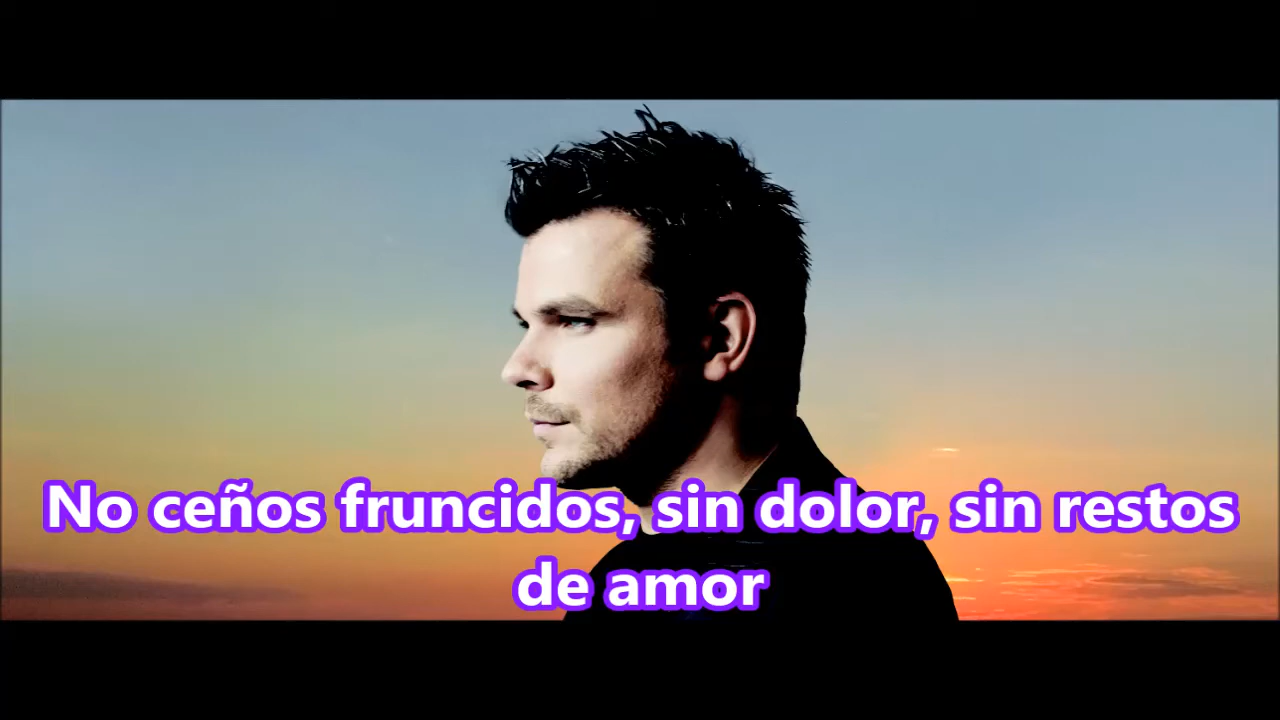 No ceños fruncidos, sin dolor, sin restos
de amor